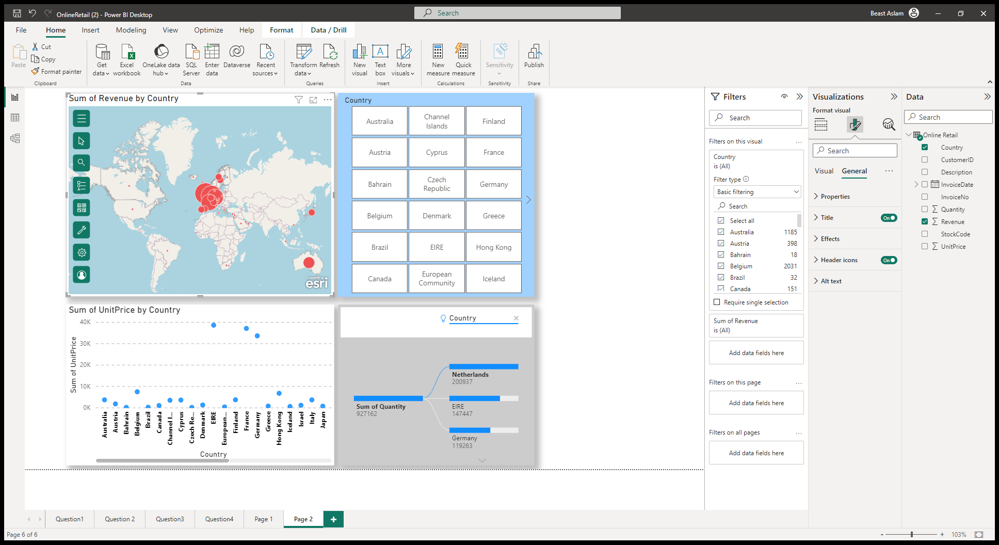 OnlineRetail (2) - Power BI Desktop
Search
Beast Aslam
File
Home
Insert
Modeling
View
Optimize
Help
Format
Data / Drill
Paste
Cut
Copy
Format painter
Clipboard
Get
data
Excel
workbook
OneLake data
hub
SQL
Server
Enter
data
Dataverse
Recent
sources
Data
Transform
data
Refresh
Queries
New
visual
Text
box
More
visuals
Insert
New
measure
Quick
measure
Calculations
Sensitivity
Sensitivity
Publish
Share
Sum of Revenue by Country
POWERED BY
esri
Country
Australia
Channel
Islands
Finland
Austria
Cyprus
France
Bahrain
Czech
Republic
Germany
Belgium
Denmark
Greece
Brazil
EIRE
Hong Kong
Canada
European
Community
Iceland
Sum of UnitPrice by Country
Sum of UnitPrice
40K
30K
20K
10K
0K
Australia
Austria
Bahrain
Belgium
Brazil
Canada
Channel I...
Cyprus
Czech Re...
Denmark
EIRE
European...
Finland
France
Germany
Greece
Hong Kong
Iceland
Israel
Italy
Japan
Country
Country
Sum of Quantity
927162
Netherlands
200937
EIRE
147447
Germany
119263
Filters
Search
Filters on this visual
Country
is (All)
Filter type
Basic filtering
Search
Select all
Australia 1185
Austria 398
Bahrain 18
Belgium 2031
Brazil 32
Canada 151
Require single selection
Sum of Revenue
is (All)
Add data fields here
Filters on this page
Add data fields here
Filters on all pages
Add data fields here
Visualizations
Format visual
Search
Visual
General
Properties
Title On
Effects
Header icons On
Alt text
Data
Search
Online Retail
Country
CustomerID
Description
InvoiceDate
InvoiceNo
Quantity
Revenue
StockCode
UnitPrice
Question1
Question 2
Question3
Question4
Page 1
Page 2
Page 6 of 6
103%